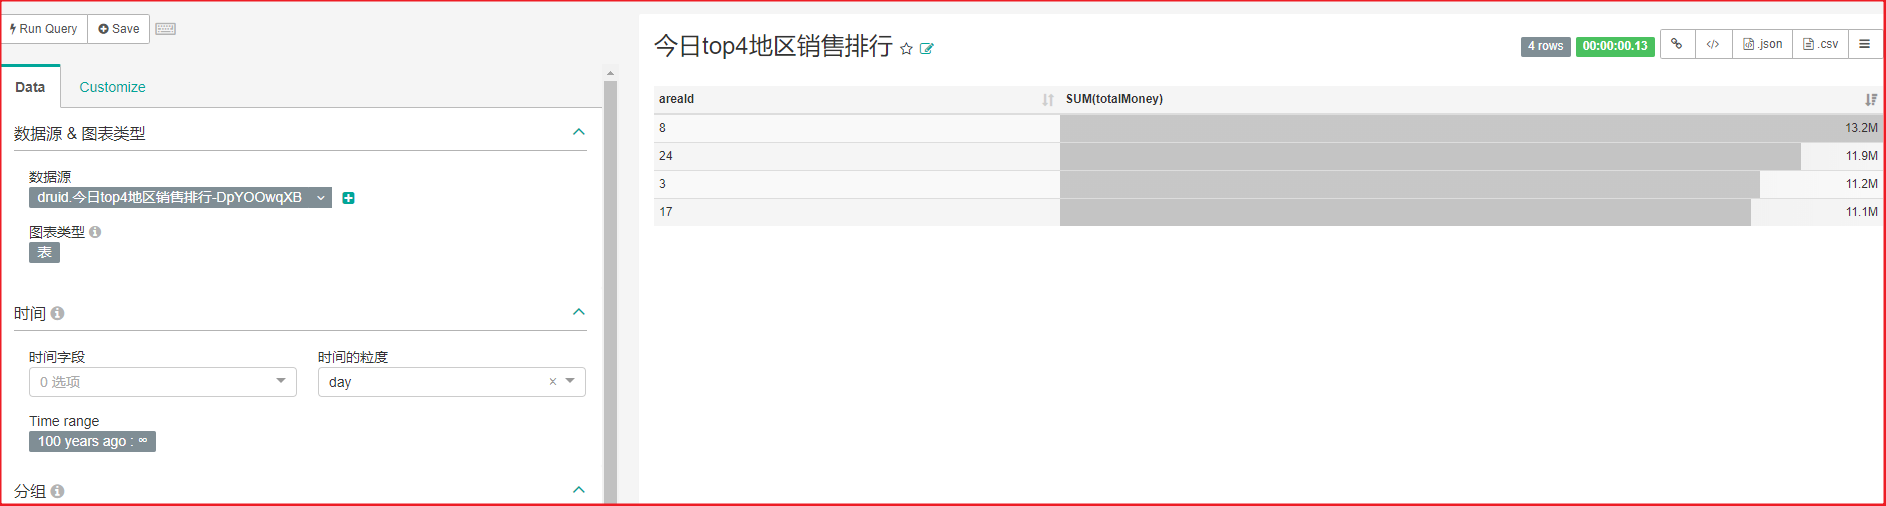 Run Query Save
Data Customize
数据源 & 图表类型
数据源
druid.今日top4地区销售排行-DpYOOwqXB
图表类型
表
时间
时间字段 时间的粒度
0 选项 day ×
Time range
100 years ago : ∞
分组
今日top4地区销售排行
4 rows 00:00:00.13 </> .json .csv
areaId SUM(totalMoney)
8 13.2M
24 11.9M
3 11.2M
17 11.1M